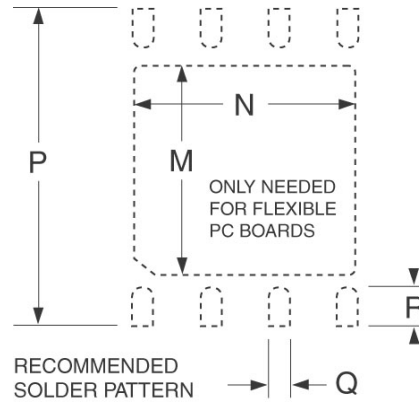 N
P
M
ONLY NEEDED
FOR FLEXIBLE
PC BOARDS
R
RECOMMENDED
SOLDER PATTERN
Q